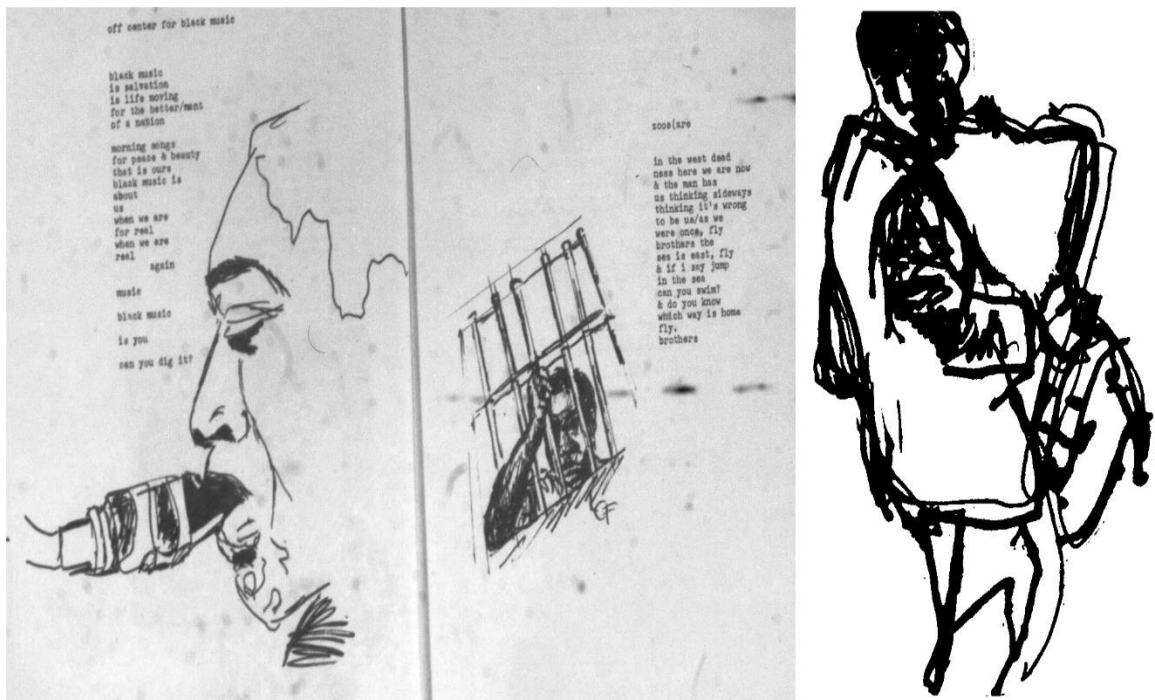 off center for black music
black music
is salvation
is life moving
for the better/ment
of a nation
morning songs
for peace & beauty
that is ours
black music is
about
us
when we are
for real
when we are
real
again
music
black music
is you
can you dig it?
zoos(are
in the west dead
ness here we are now
& the man has
us thinking sideways
thinking it's wrong
to be us/as we
were once, fly
brothers the
sea is east, fly
& if i say jump
in the sea
can you swim?
& do you know
which way is home
fly,
brothers
CF